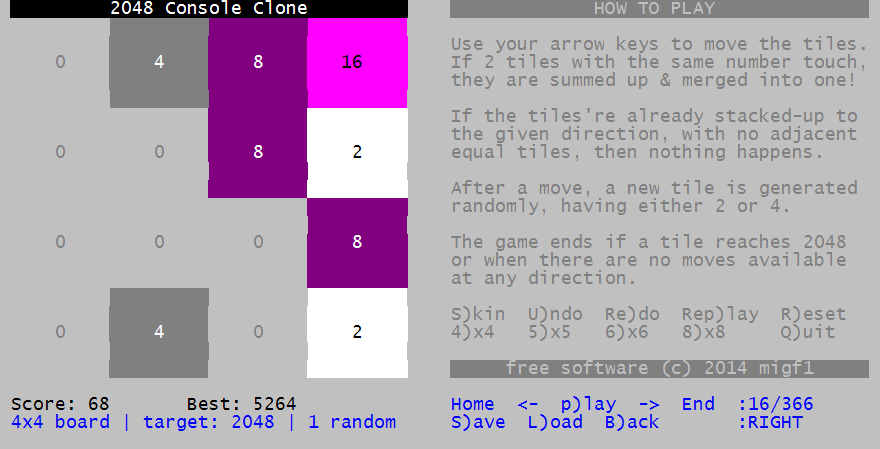 2048 Console Clone
0 4 8 16
0 0 8 2
0 0 0 8
0 4 0 2
Score: 68 Best: 5264
4x4 board | target: 2048 | 1 random
HOW TO PLAY
Use your arrow keys to move the tiles.
If 2 tiles with the same number touch,
they are summed up & merged into one!
If the tiles're already stacked-up to
the given direction, with no adjacent
equal tiles, then nothing happens.
After a move, a new tile is generated
randomly, having either 2 or 4.
The game ends if a tile reaches 2048
or when there are no moves available
at any direction.
S)kin U)ndo Re)do Rep)lay R)eset
4)x4 5)x5 6)x6 8)x8 Q)uit
free software (c) 2014 migf1
Home <- p)lay -> End :16/366
S)ave L)oad B)ack :RIGHT